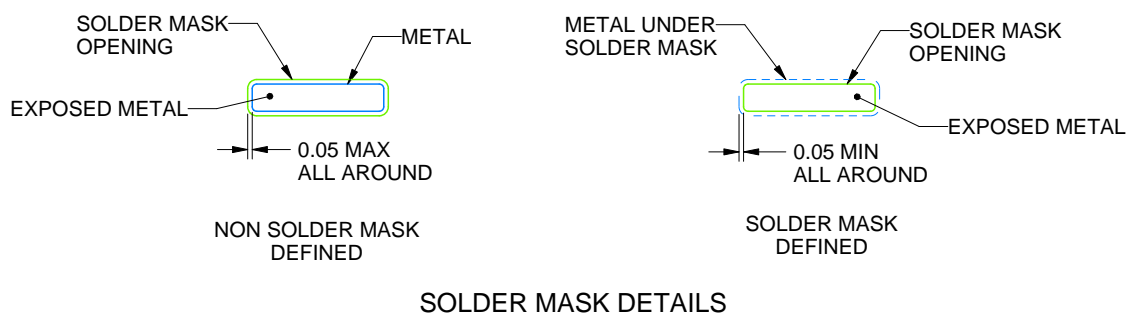 SOLDER MASK
OPENING
METAL
EXPOSED METAL
0.05 MAX
ALL AROUND
NON SOLDER MASK
DEFINED
METAL UNDER
SOLDER MASK
SOLDER MASK
OPENING
EXPOSED METAL
0.05 MIN
ALL AROUND
SOLDER MASK
DEFINED
SOLDER MASK DETAILS